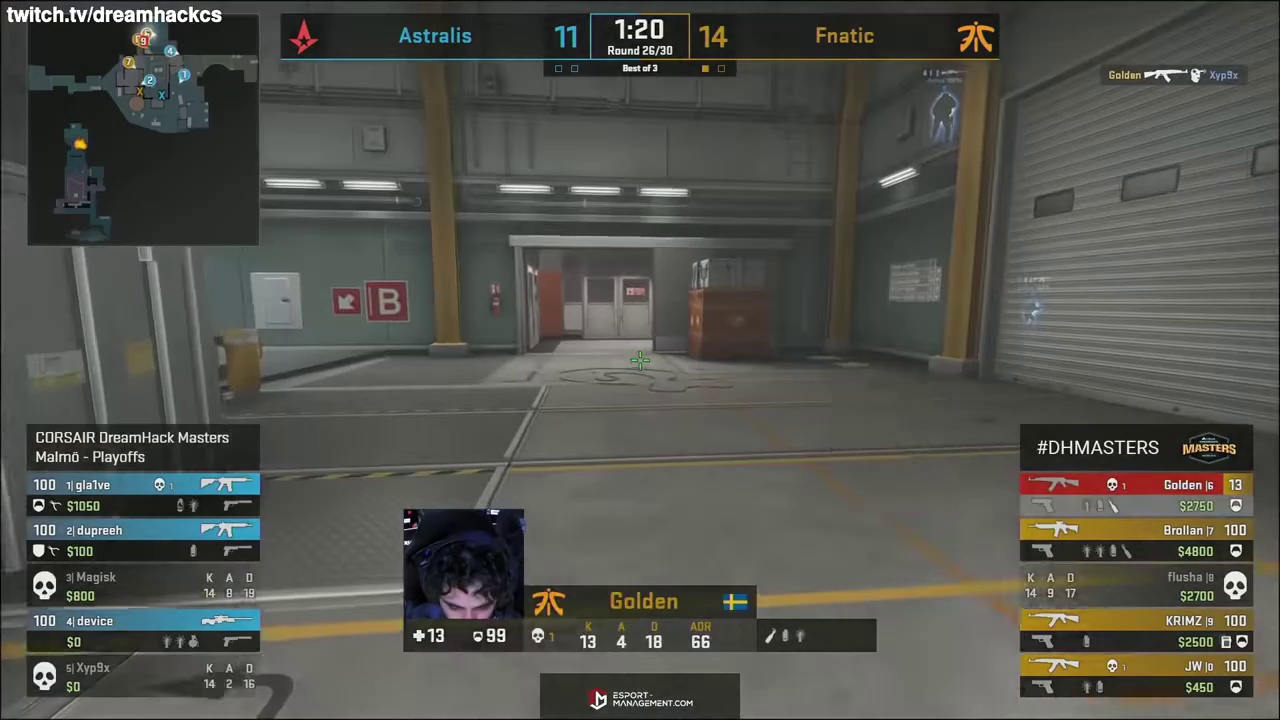 twitch.tv/dreamhackcs
Astralis 11 1:20 14 Fnatic
Round 26/30
Best of 3
Golden Xyp9x
B
CORSAIR DreamHack Masters
Malmö - Playoffs
100 1| gla1ve 1
$1050
100 2| dupreeh
$100
3| Magisk K A D
$800 14 8 19
100 4| device
$0
5| Xyp9x K A D
$0 14 2 16
Golden
13 99 1 K A D ADR
13 4 18 66
ESPORT-
MANAGEMENT.COM
#DHMASTERS MASTERS
1 Golden |6 13
1 $2750
Brollan |7 100
$4800
K A D flusha |8
14 9 17 $2700
KRIMZ |9 100
$2500
1 JW |0 100
$450